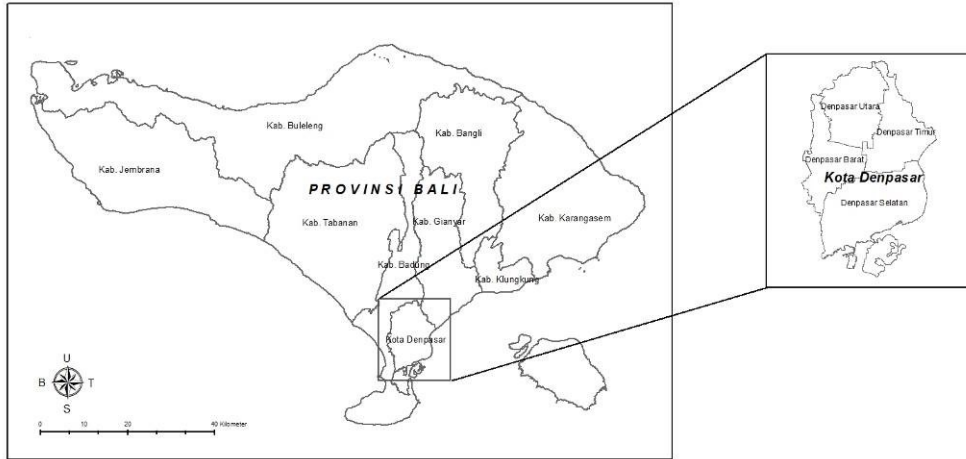 Kab. Buleleng
Kab. Bangli
Kab. Jembrana
PROVINSI BALI
Kab. Tabanan
Kab. Gianyar
Kab. Karangasem
Kab. Badung
Kab. Klungkung
Kota Denpasar
U
B T
S
0 10 20 40 Kilometer
Denpasar Utara
Denpasar Timur
Denpasar Barat
Kota Denpasar
Denpasar Selatan